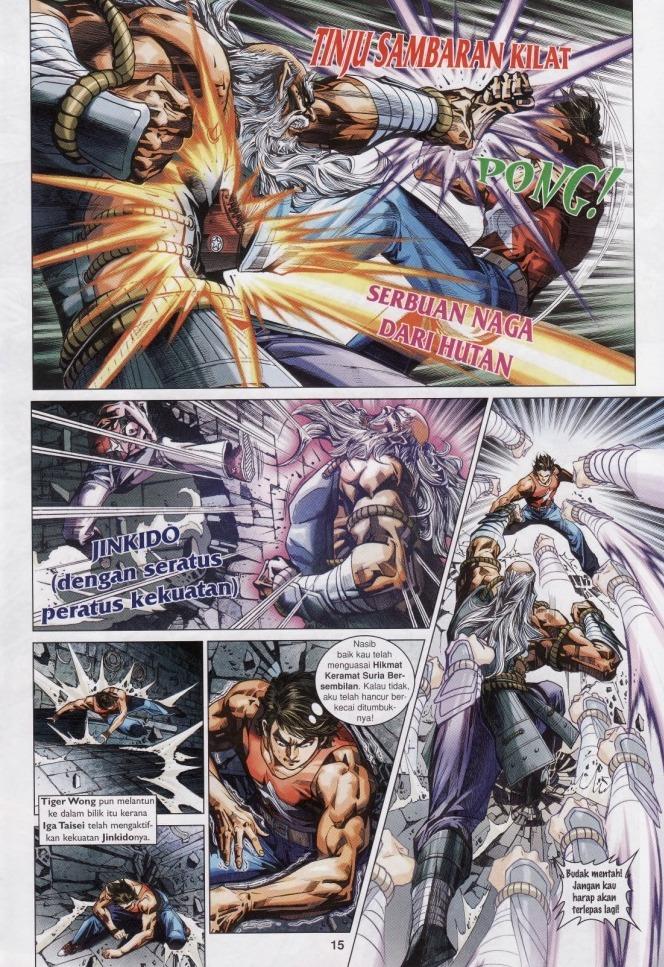 TINJU SAMBARAN KILAT
PONG!
SERBUAN NAGA
DARI HUTAN
JINKIDO
(dengan seratus
peratus kekuatan)
Nasib
baik kau telah
menguasai Hikmat
Keramat Suria Ber-
sembilan. Kalau tidak,
aku telah hancur ber-
kecai ditumbuk-
nya!
Tiger Wong pun melantun
ke dalam bilik itu kerana
Iga Taisei telah mengaktif-
kan kekuatan Jinkidonya.
Budak mentah!
Jangan kau
harap akan
terlepas lagi!
15